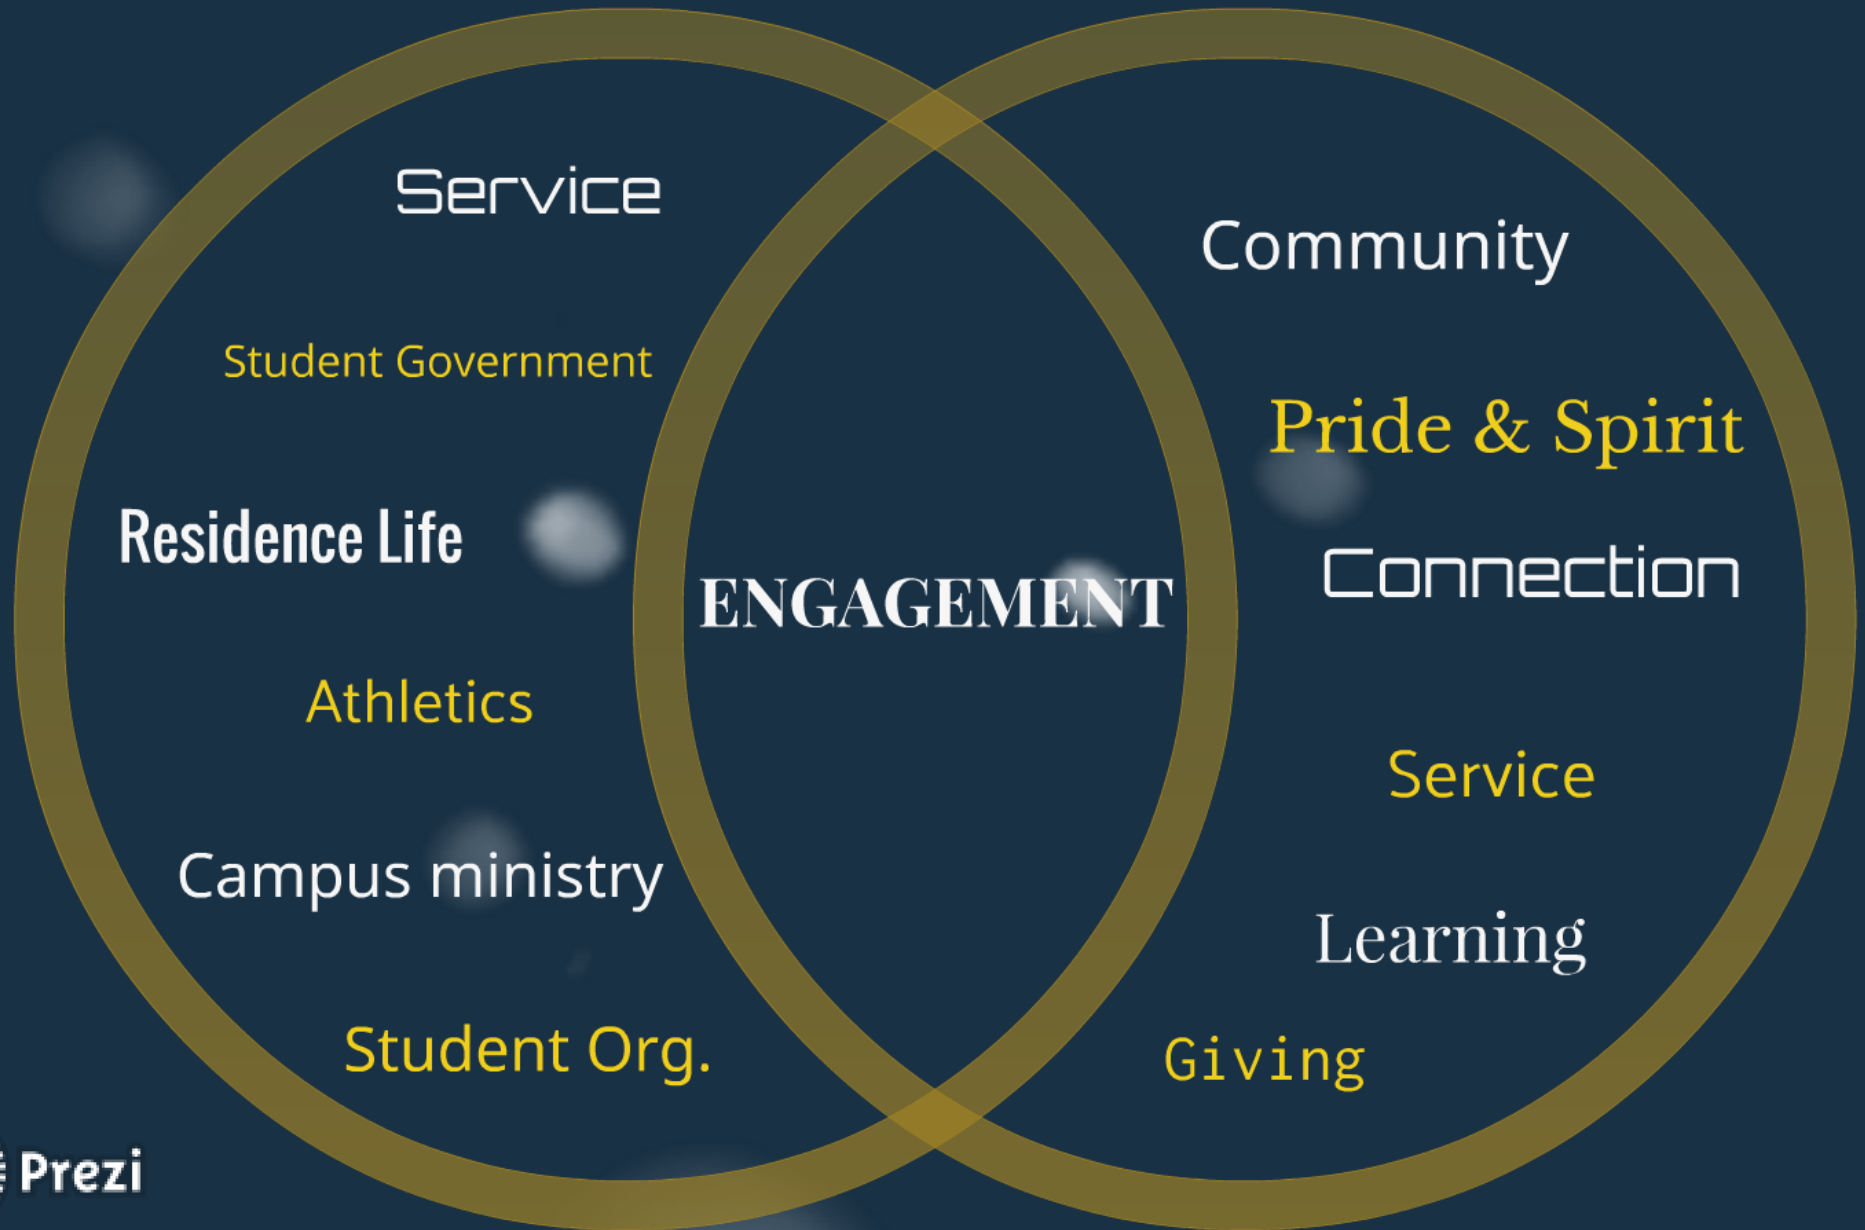 Service
Student Government
Residence Life
Athletics
Campus ministry
Student Org.
ENGAGEMENT
Community
Pride & Spirit
Connection
Service
Learning
Giving
Prezi